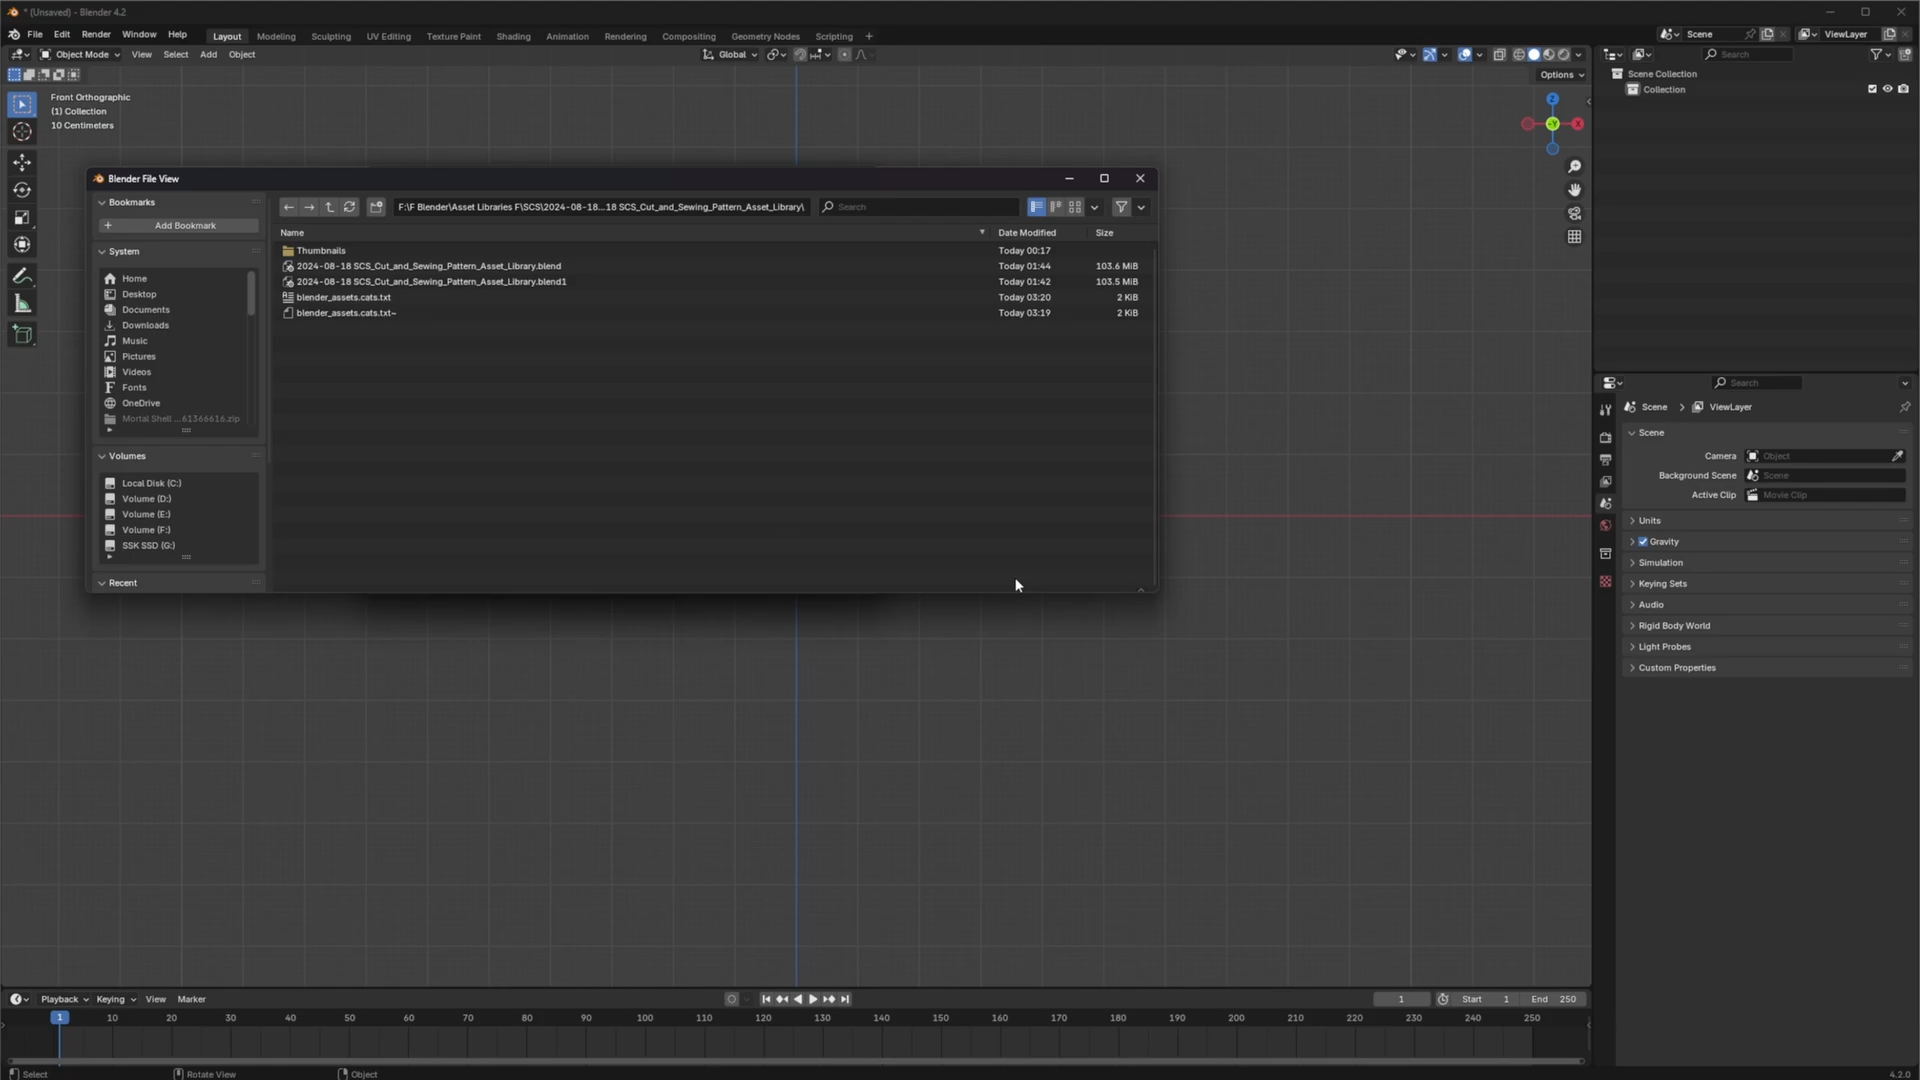 * (Unsaved) - Blender 4.2
File Edit Render Window Help Layout Modeling Sculpting UV Editing Texture Paint Shading Animation Rendering Compositing Geometry Nodes Scripting + Scene ViewLayer
Object Mode View Select Add Object Global Search
Options
Front Orthographic
(1) Collection
10 Centimeters
Z
-Y
X
Scene Collection
Collection
Blender File View
Bookmarks
Add Bookmark
System
Home
Desktop
Documents
Downloads
Music
Pictures
Videos
Fonts
OneDrive
Mortal Shell ...61366616.zip
Volumes
Local Disk (C:)
Volume (D:)
Volume (E:)
Volume (F:)
SSK SSD (G:)
Recent
F:\F Blender\Asset Libraries F\SCS\2024-08-18...18 SCS_Cut_and_Sewing_Pattern_Asset_Library\ Search
Name Date Modified Size
Thumbnails Today 00:17
2024-08-18 SCS_Cut_and_Sewing_Pattern_Asset_Library.blend Today 01:44 103.6 MiB
2024-08-18 SCS_Cut_and_Sewing_Pattern_Asset_Library.blend1 Today 01:42 103.5 MiB
blender_assets.cats.txt Today 03:20 2 KiB
blender_assets.cats.txt~ Today 03:19 2 KiB
Search
Scene > ViewLayer
Scene
Camera Object
Background Scene Scene
Active Clip Movie Clip
Units
Gravity
Simulation
Keying Sets
Audio
Rigid Body World
Light Probes
Custom Properties
Playback Keying View Marker 1 Start 1 End 250
1 10 20 30 40 50 60 70 80 90 100 110 120 130 140 150 160 170 180 190 200 210 220 230 240 250
Select Rotate View Object 4.2.0